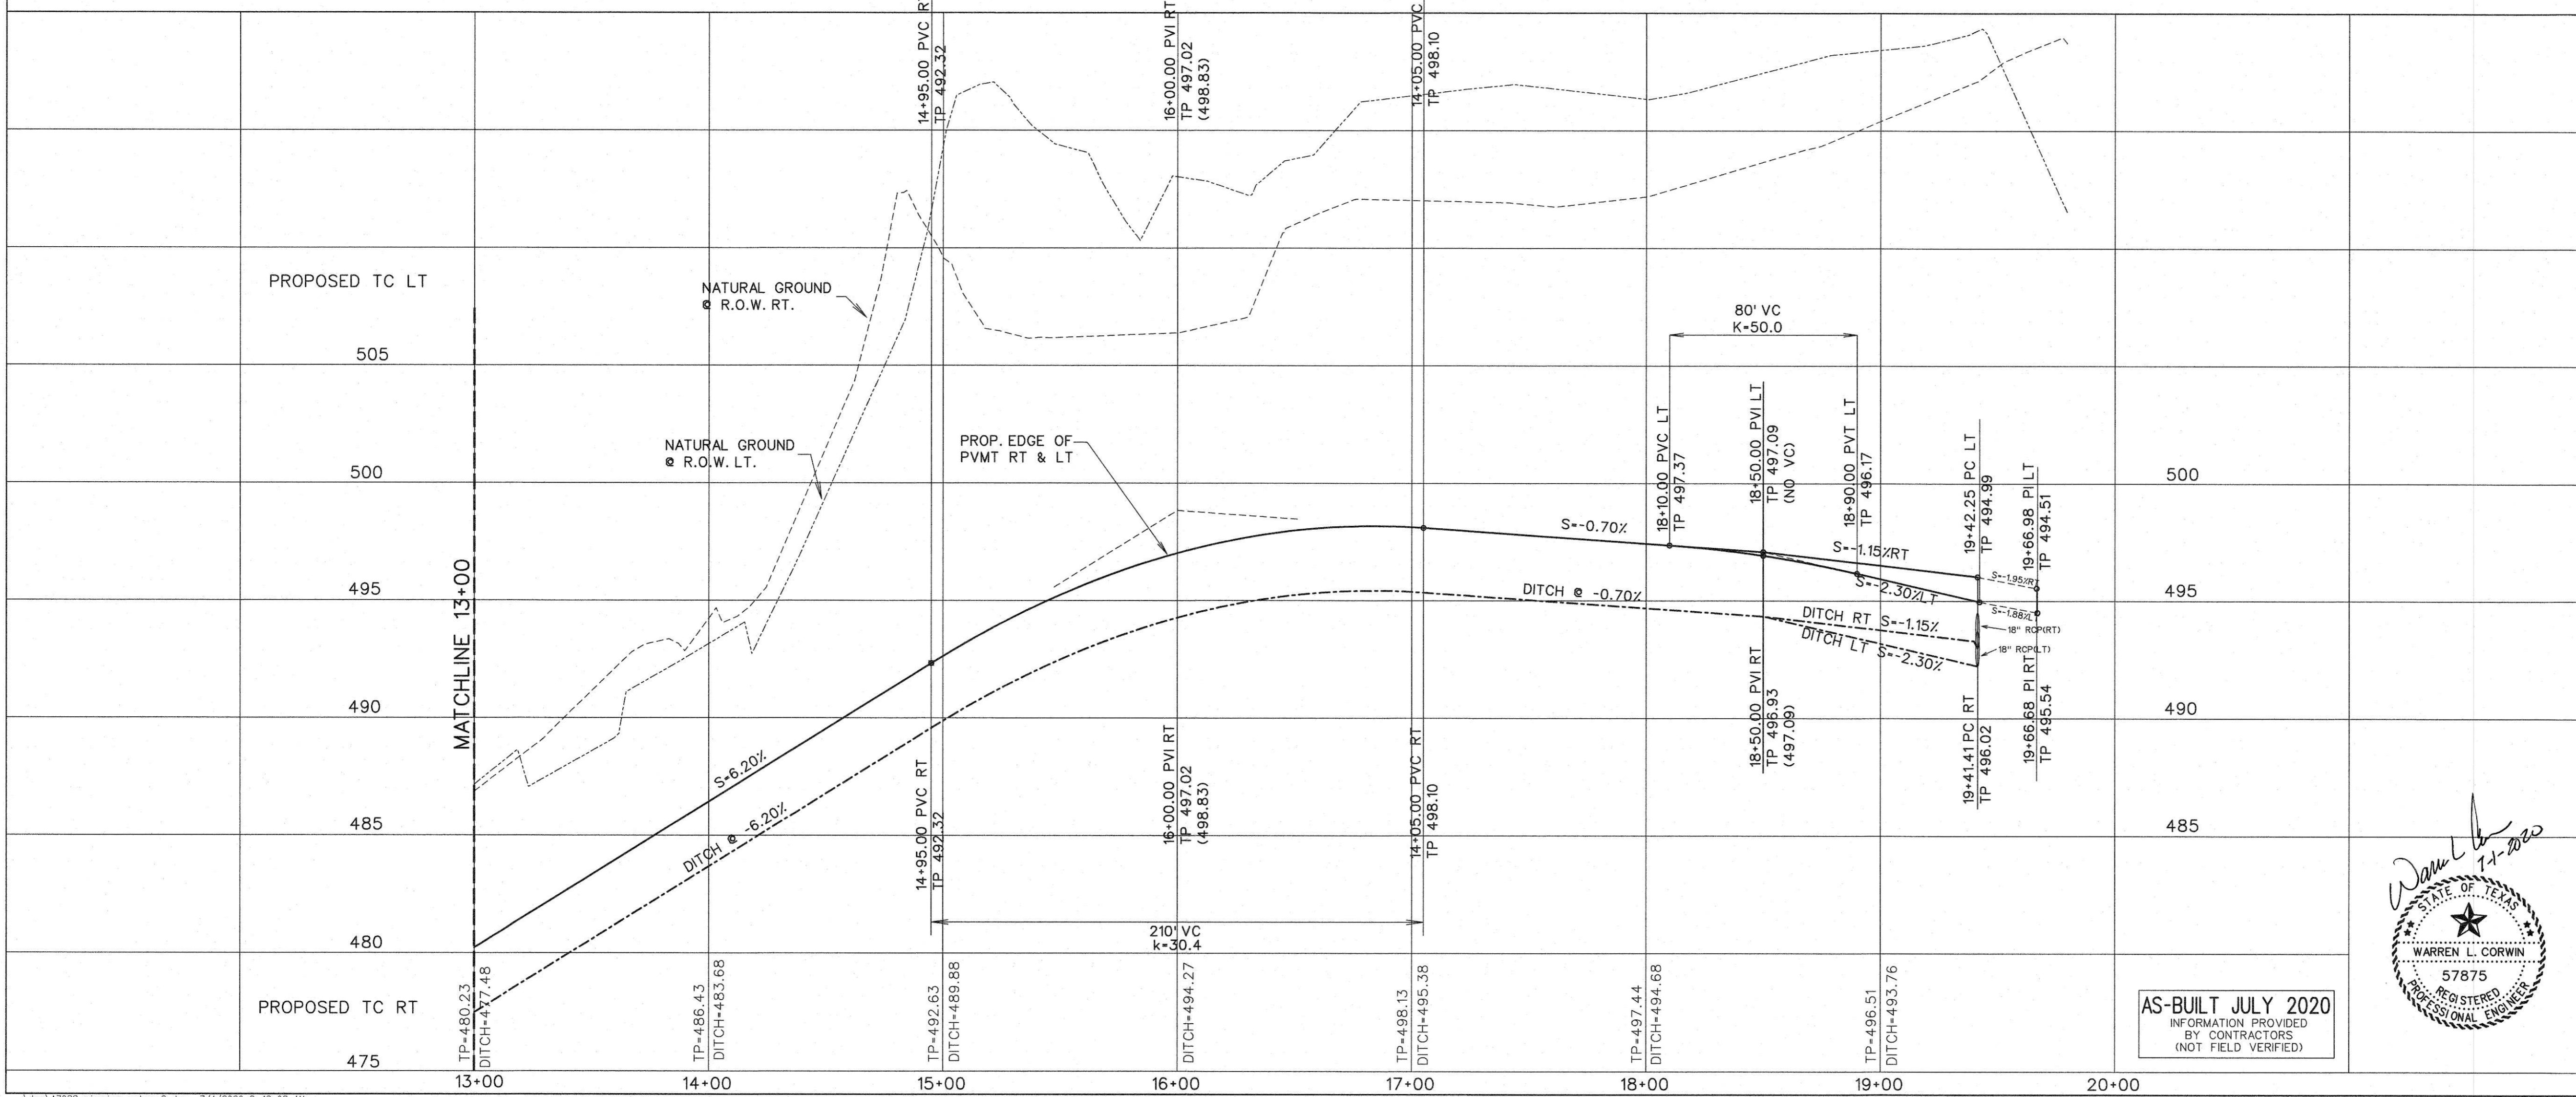 14+95.00 PVC RT
TP 492.32
16+00.00 PVI RT
TP 497.02
(498.83)
14+05.00 PVC
TP 498.10
PROPOSED TC LT
NATURAL GROUND
@ R.O.W. RT.
505
80' VC
K=50.0
NATURAL GROUND
@ R.O.W. LT.
PROP. EDGE OF
PVMT RT & LT
500
18+10.00 PVC LT
TP 497.37
18+50.00 PVI LT
TP 497.09
(NO VC)
18+90.00 PVT LT
TP 496.17
19+42.25 PC LT
TP 494.99
19+66.98 PI LT
TP 494.51
500
S=-0.70%
S=-1.15%RT
S=-2.30%LT
S=-1.95%RT
S=-1.88%LT
MATCHLINE 13+00
495
DITCH @ -0.70%
DITCH RT S=-1.15%
DITCH LT S=-2.30%
18" RCP(RT)
18" RCP(LT)
495
490
490
S=6.20%
DITCH @ -6.20%
14+95.00 PVC RT
TP 492.32
16+00.00 PVI RT
TP 497.02
(498.83)
14+05.00 PVC RT
TP 498.10
18+50.00 PVI RT
TP 496.93
(497.09)
19+41.41 PC RT
TP 496.02
19+66.68 PI RT
TP 495.54
485
485
480
210' VC
k=30.4
PROPOSED TC RT
TP=480.23
DITCH=477.48
TP=486.43
DITCH=483.68
TP=492.63
DITCH=489.88
DITCH=494.27
TP=498.13
DITCH=495.38
TP=497.44
DITCH=494.68
TP=496.51
DITCH=493.76
475
13+00 14+00 15+00 16+00 17+00 18+00 19+00 20+00
7-1-2020
STATE OF TEXAS
WARREN L. CORWIN
57875
REGISTERED
PROFESSIONAL ENGINEER
AS-BUILT JULY 2020
INFORMATION PROVIDED
BY CONTRACTORS
(NOT FIELD VERIFIED)